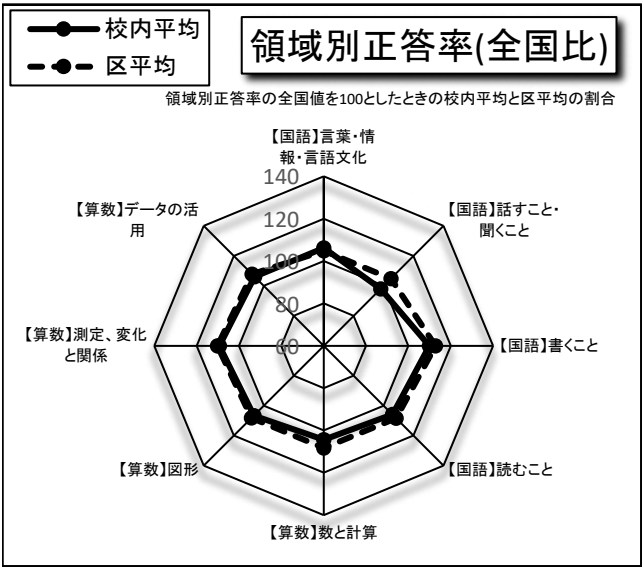 校内平均
区平均
領域別正答率(全国比)
領域別正答率の全国値を100としたときの校内平均と区平均の割合
【国語】言葉・情
報・言語文化
【国語】話すこと・
聞くこと
【国語】書くこと
【国語】読むこと
【算数】数と計算
【算数】図形
【算数】測定、変化
と関係
【算数】データの活
用
140
120
100
80
60